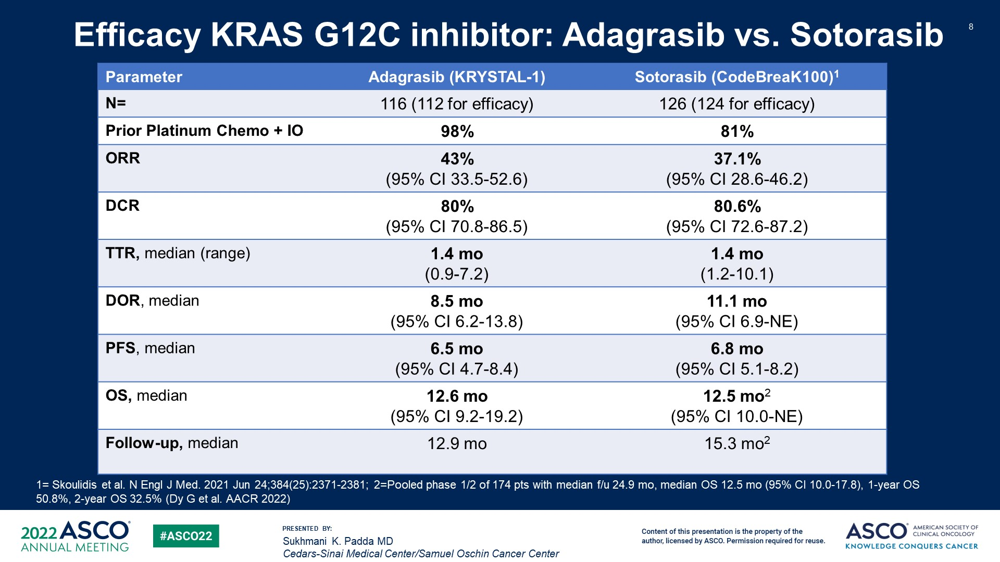 Efficacy KRAS G12C inhibitor: Adagrasib vs. Sotorasib
8
Parameter Adagrasib (KRYSTAL-1) Sotorasib (CodeBreaK100)1
N= 116 (112 for efficacy) 126 (124 for efficacy)
Prior Platinum Chemo + IO 98% 81%
ORR 43% 37.1%
(95% CI 33.5-52.6) (95% CI 28.6-46.2)
DCR 80% 80.6%
(95% CI 70.8-86.5) (95% CI 72.6-87.2)
TTR, median (range) 1.4 mo 1.4 mo
(0.9-7.2) (1.2-10.1)
DOR, median 8.5 mo 11.1 mo
(95% CI 6.2-13.8) (95% CI 6.9-NE)
PFS, median 6.5 mo 6.8 mo
(95% CI 4.7-8.4) (95% CI 5.1-8.2)
OS, median 12.6 mo 12.5 mo2
(95% CI 9.2-19.2) (95% CI 10.0-NE)
Follow-up, median 12.9 mo 15.3 mo2
1= Skoulidis et al. N Engl J Med. 2021 Jun 24;384(25):2371-2381; 2=Pooled phase 1/2 of 174 pts with median f/u 24.9 mo, median OS 12.5 mo (95% CI 10.0-17.8), 1-year OS
50.8%, 2-year OS 32.5% (Dy G et al. AACR 2022)
2022 ASCO®
ANNUAL MEETING
#ASCO22
PRESENTED BY:
Sukhmani K. Padda MD
Cedars-Sinai Medical Center/Samuel Oschin Cancer Center
Content of this presentation is the property of the
author, licensed by ASCO. Permission required for reuse.
ASCO® AMERICAN SOCIETY OF
CLINICAL ONCOLOGY
KNOWLEDGE CONQUERS CANCER